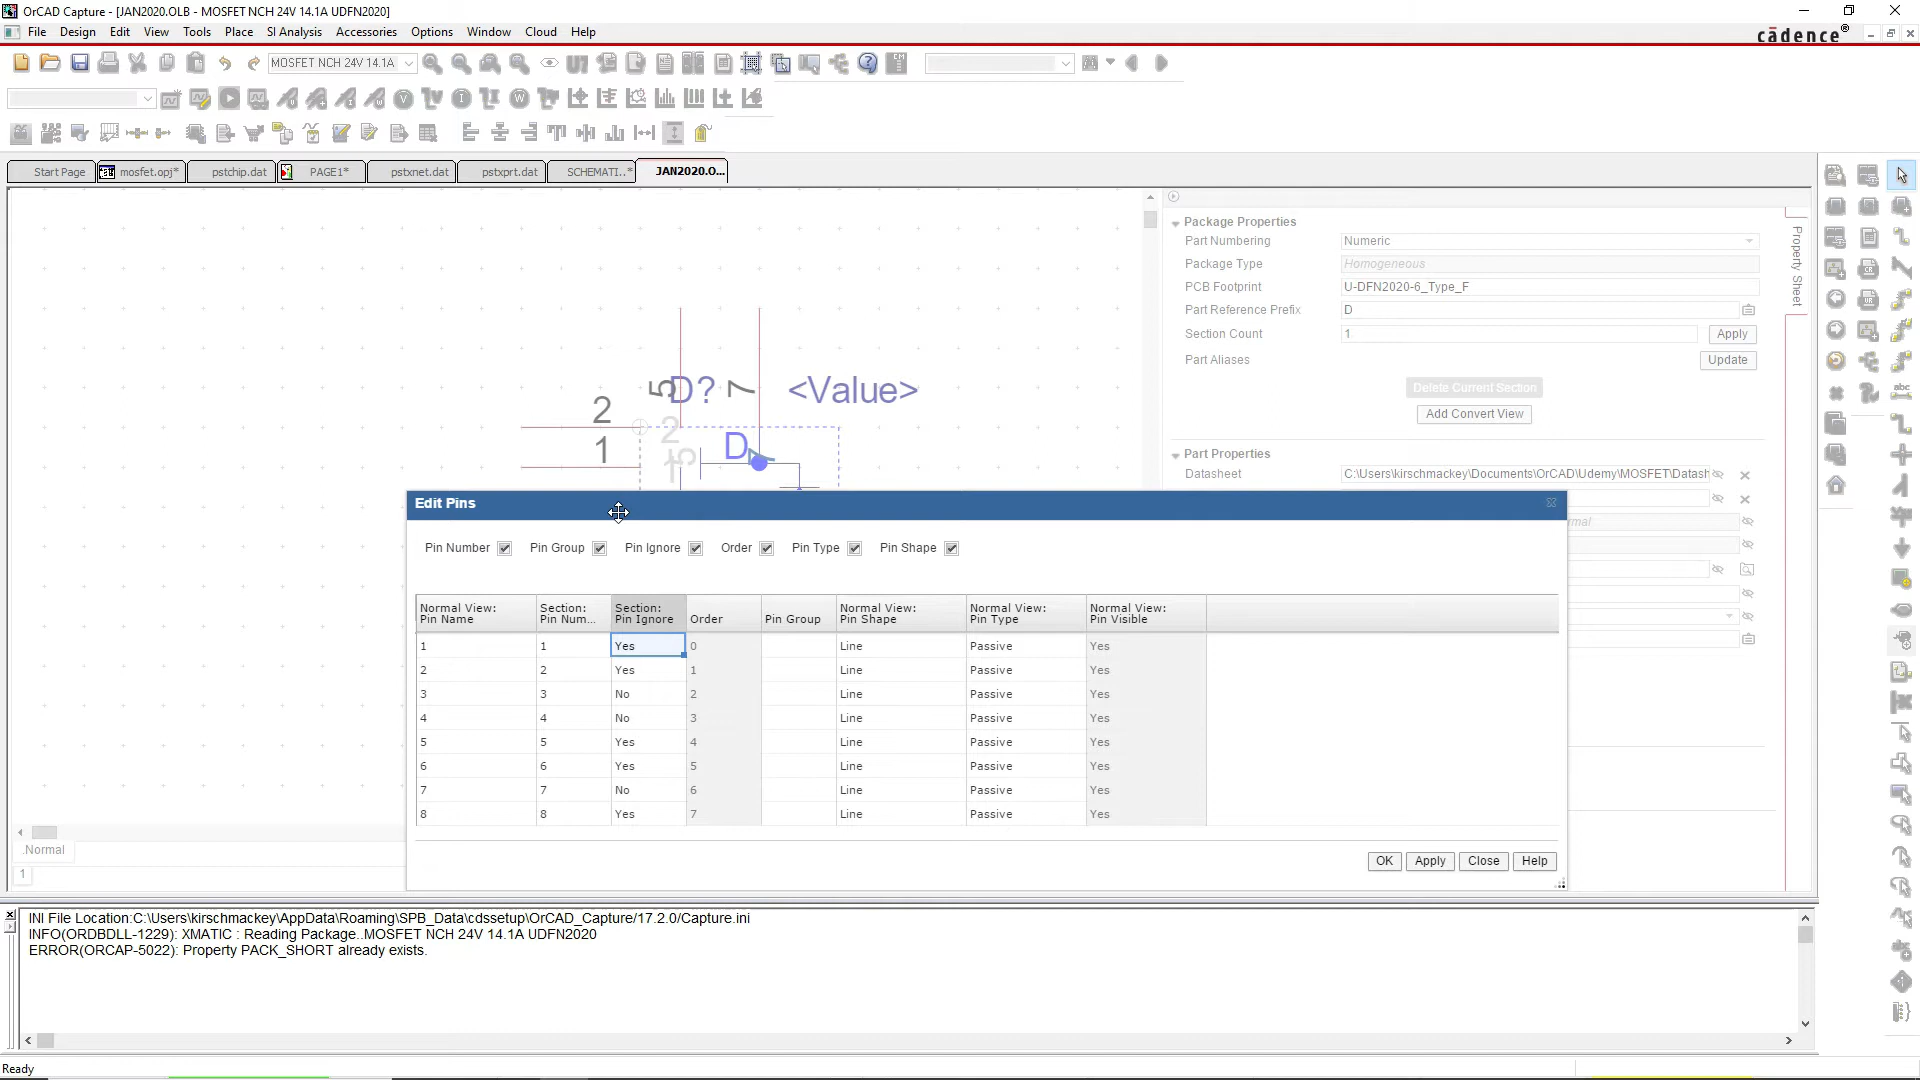 OrCAD Capture - [JAN2020.OLB - MOSFET NCH 24V 14.1A UDFN2020]
File Design Edit View Tools Place SI Analysis Accessories Options Window Cloud Help
cādence®
MOSFET NCH 24V 14.1A
Start Page mosfet.opj* pstchip.dat PAGE1* pstxnet.dat pstxprt.dat SCHEMATI..* JAN2020.O...
Package Properties
Part Numbering Numeric
Package Type Homogeneous
PCB Footprint U-DFN2020-6_Type_F
Part Reference Prefix D
Section Count 1 Apply
Part Aliases Update
Delete Current Section
Add Convert View
Part Properties
Datasheet C:\Users\kirschmackey\Documents\OrCAD\Udemy\MOSFET\Datash
Property Sheet
5 D? 7 <Value>
2
2
1
D
5
7
Edit Pins
Pin Number Pin Group Pin Ignore Order Pin Type Pin Shape
Normal View: Pin Name Section: Pin Num... Section: Pin Ignore Order Pin Group Normal View: Pin Shape Normal View: Pin Type Normal View: Pin Visible
1 1 Yes 0 Line Passive Yes
2 2 Yes 1 Line Passive Yes
3 3 No 2 Line Passive Yes
4 4 No 3 Line Passive Yes
5 5 Yes 4 Line Passive Yes
6 6 Yes 5 Line Passive Yes
7 7 No 6 Line Passive Yes
8 8 Yes 7 Line Passive Yes
OK Apply Close Help
.Normal
1
INI File Location:C:\Users\kirschmackey\AppData\Roaming\SPB_Data\cdssetup\OrCAD_Capture/17.2.0/Capture.ini
INFO(ORDBDLL-1229): XMATIC : Reading Package..MOSFET NCH 24V 14.1A UDFN2020
ERROR(ORCAP-5022): Property PACK_SHORT already exists.
Ready